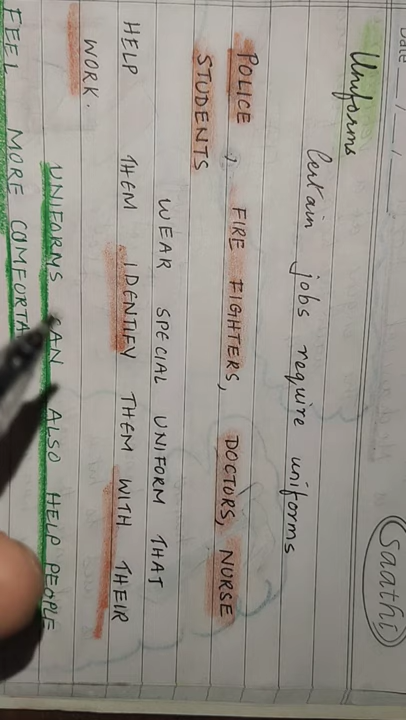 Date / /
Saathi
Uniforms
Certain jobs require uniforms
POLICE , FIRE FIGHTERS, DOCTORS, NURSE
STUDENTS
WEAR SPECIAL UNIFORM THAT
HELP THEM IDENTIFY THEM WITH THEIR
WORK.
UNIFORMS CAN ALSO HELP PEOPLE
FEEL MORE